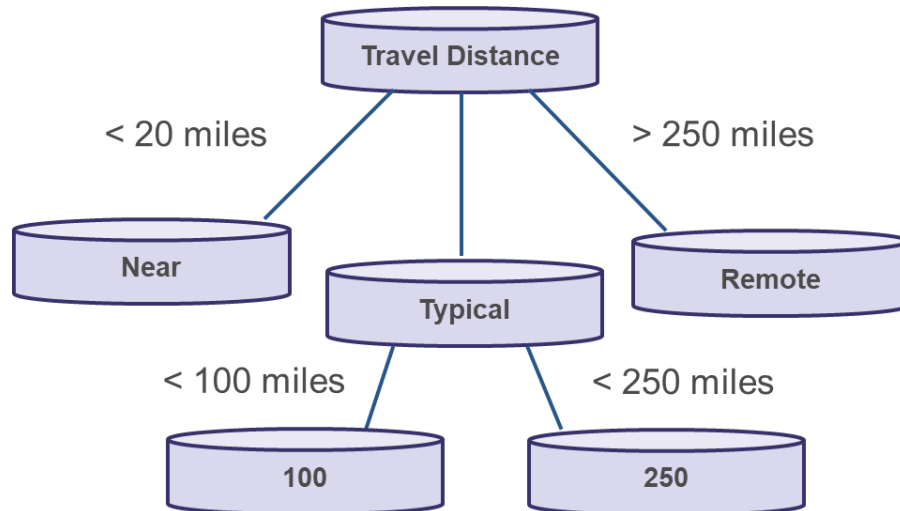 Travel Distance
< 20 miles
> 250 miles
Near
Remote
Typical
< 100 miles
< 250 miles
100
250